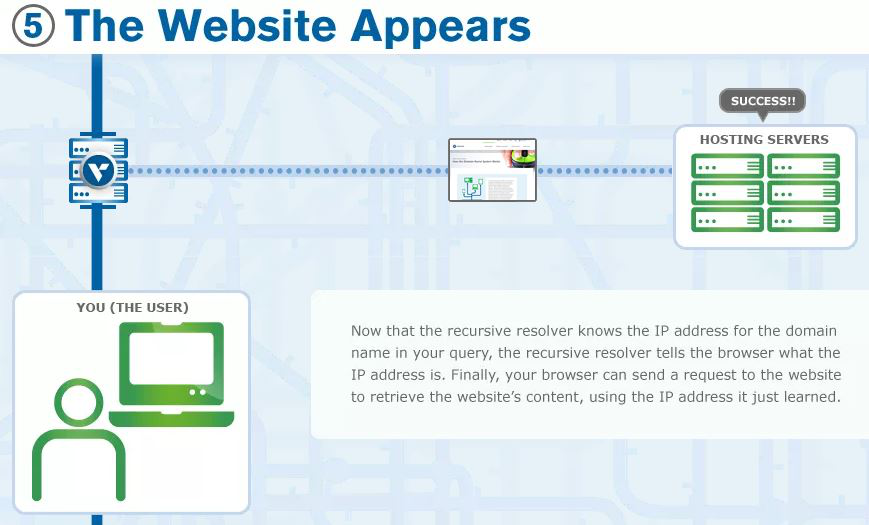 5 The Website Appears
SUCCESS!!
HOSTING SERVERS
YOU (THE USER)
Now that the recursive resolver knows the IP address for the domain
name in your query, the recursive resolver tells the browser what the
IP address is. Finally, your browser can send a request to the website
to retrieve the website’s content, using the IP address it just learned.